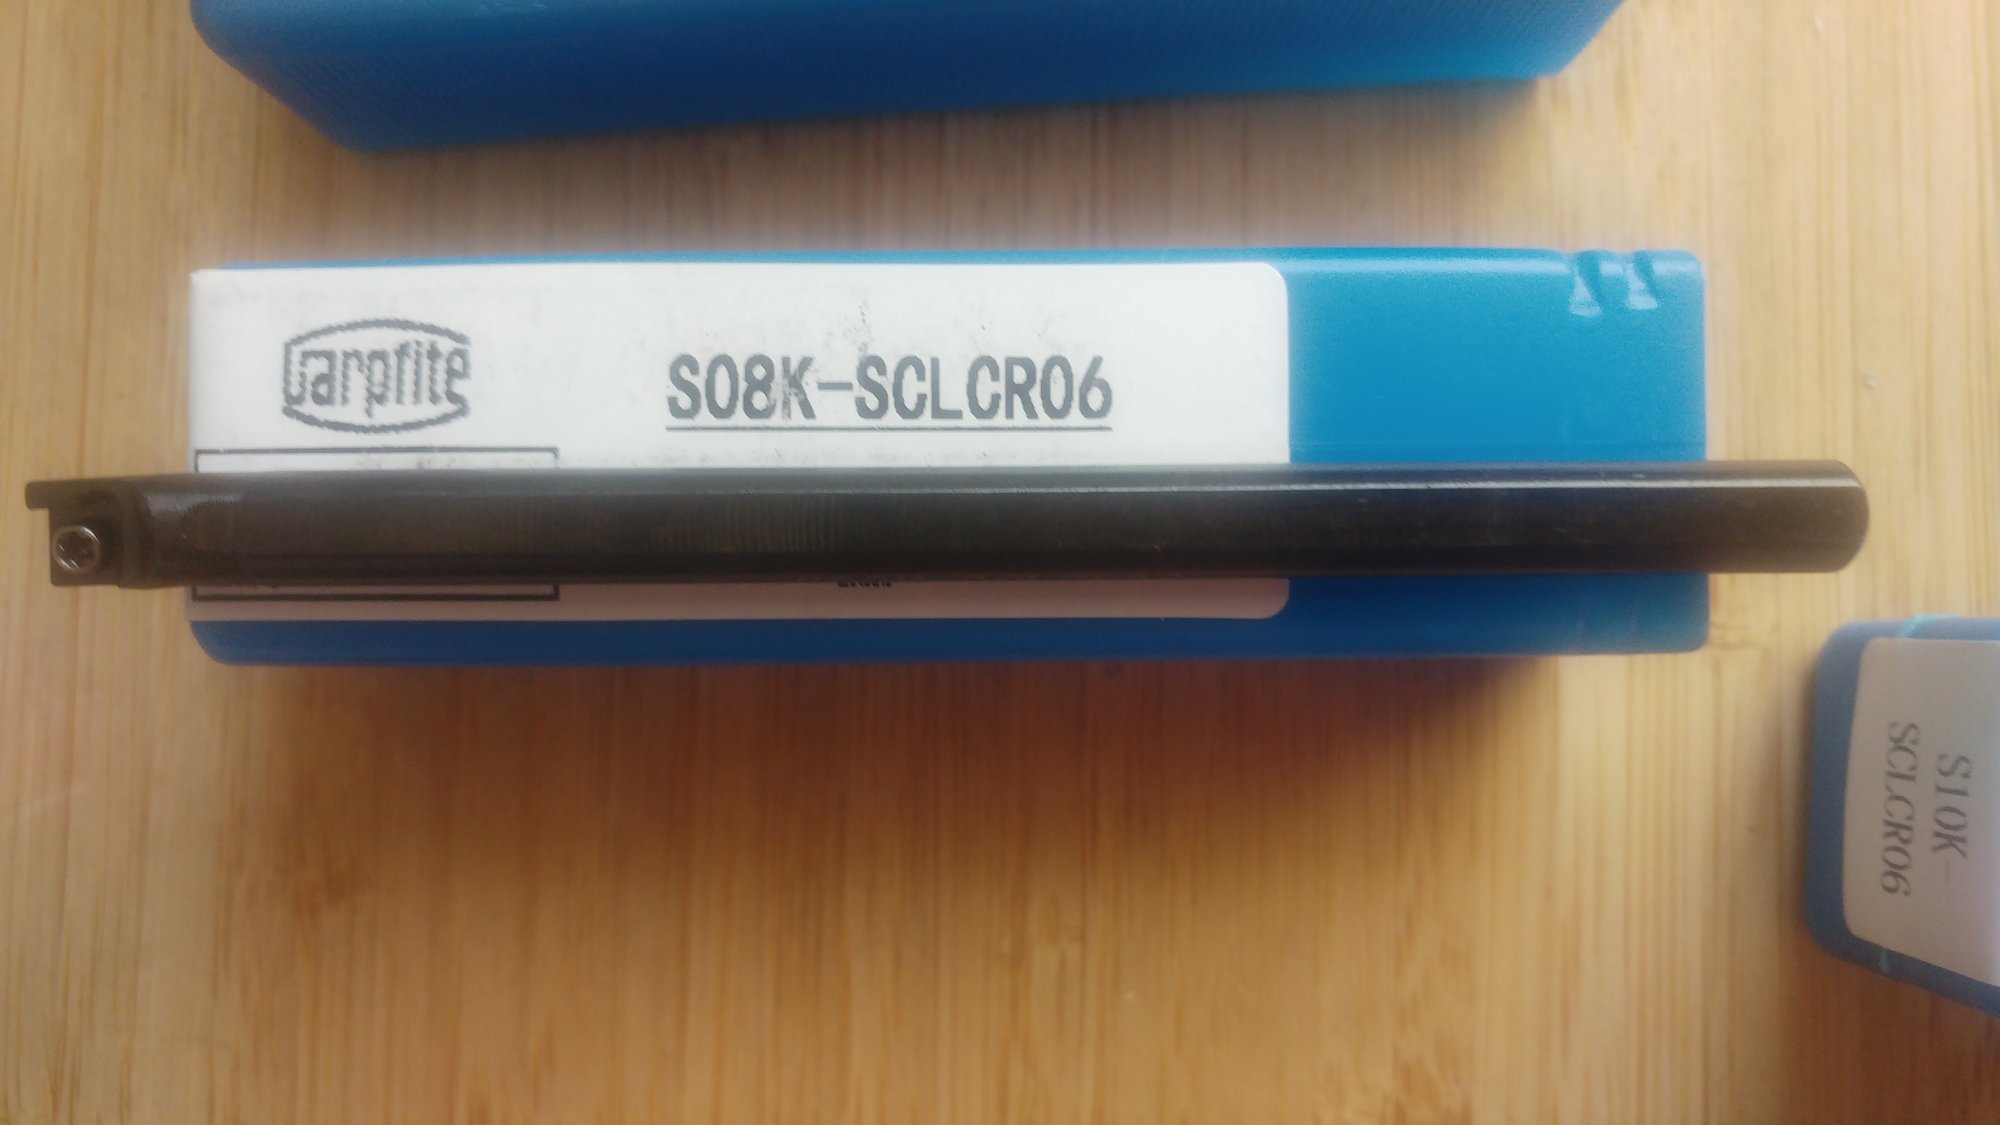 Carpfite
S08K-SCLCR06
S10K-
SCLCR06